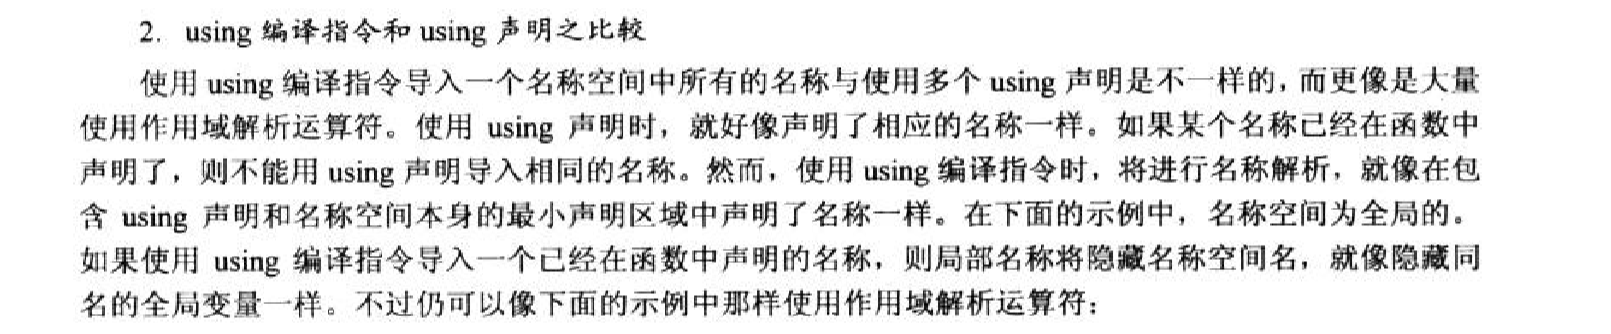 2. using 编译指令和 using 声明之比较
使用 using 编译指令导入一个名称空间中所有的名称与使用多个 using 声明是不一样的，而更像是大量
使用作用域解析运算符。使用 using 声明时，就好像声明了相应的名称一样。如果某个名称已经在函数中
声明了，则不能用 using 声明导入相同的名称。然而，使用 using 编译指令时，将进行名称解析，就像在包
含 using 声明和名称空间本身的最小声明区域中声明了名称一样。在下面的示例中，名称空间为全局的。
如果使用 using 编译指令导入一个已经在函数中声明的名称，则局部名称将隐藏名称空间名，就像隐藏同
名的全局变量一样。不过仍可以像下面的示例中那样使用作用域解析运算符：